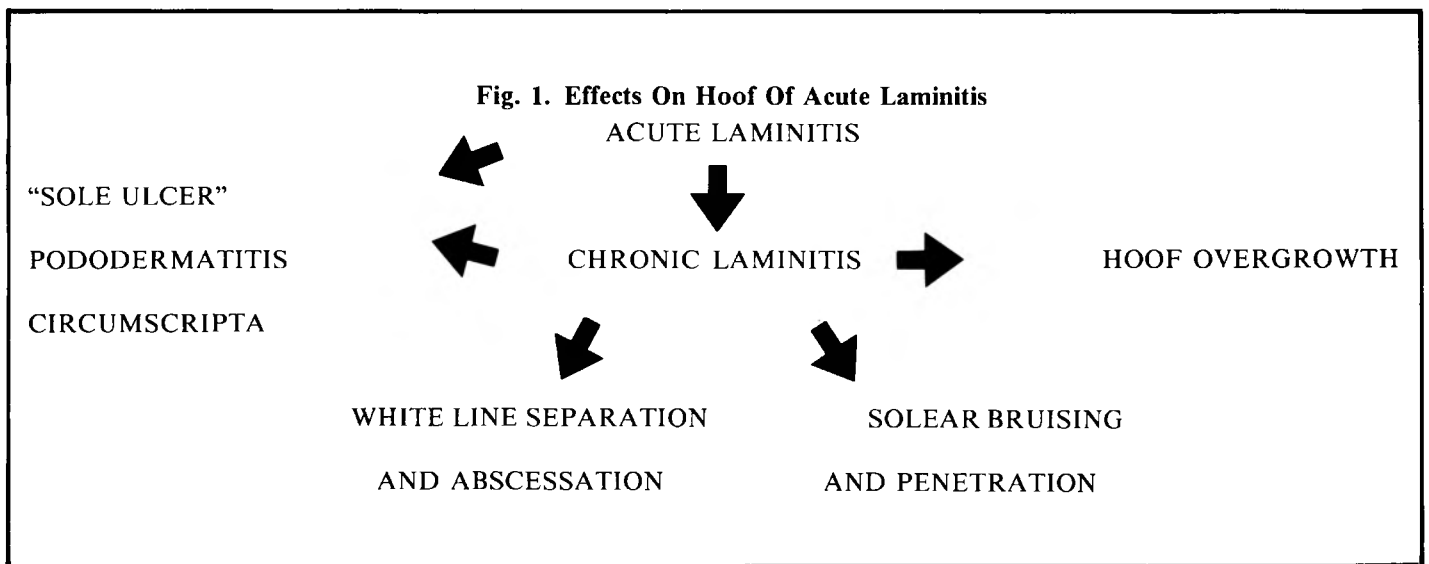 Fig. 1. Effects On Hoof Of Acute Laminitis
ACUTE LAMINITIS
“SOLE ULCER”
PODODERMATITIS
CIRCUMSCRIPTA
CHRONIC LAMINITIS
HOOF OVERGROWTH
WHITE LINE SEPARATION
AND ABSCESSATION
SOLEAR BRUISING
AND PENETRATION